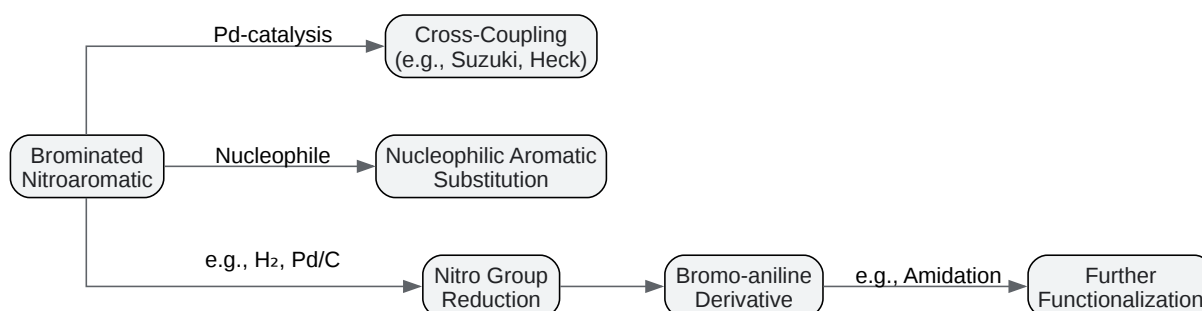 Pd-catalysis
Cross-Coupling
(e.g., Suzuki, Heck)
Brominated
Nitroaromatic
Nucleophile
Nucleophilic Aromatic
Substitution
e.g., H₂, Pd/C
Nitro Group
Reduction
Bromo-aniline
Derivative
e.g., Amidation
Further
Functionalization